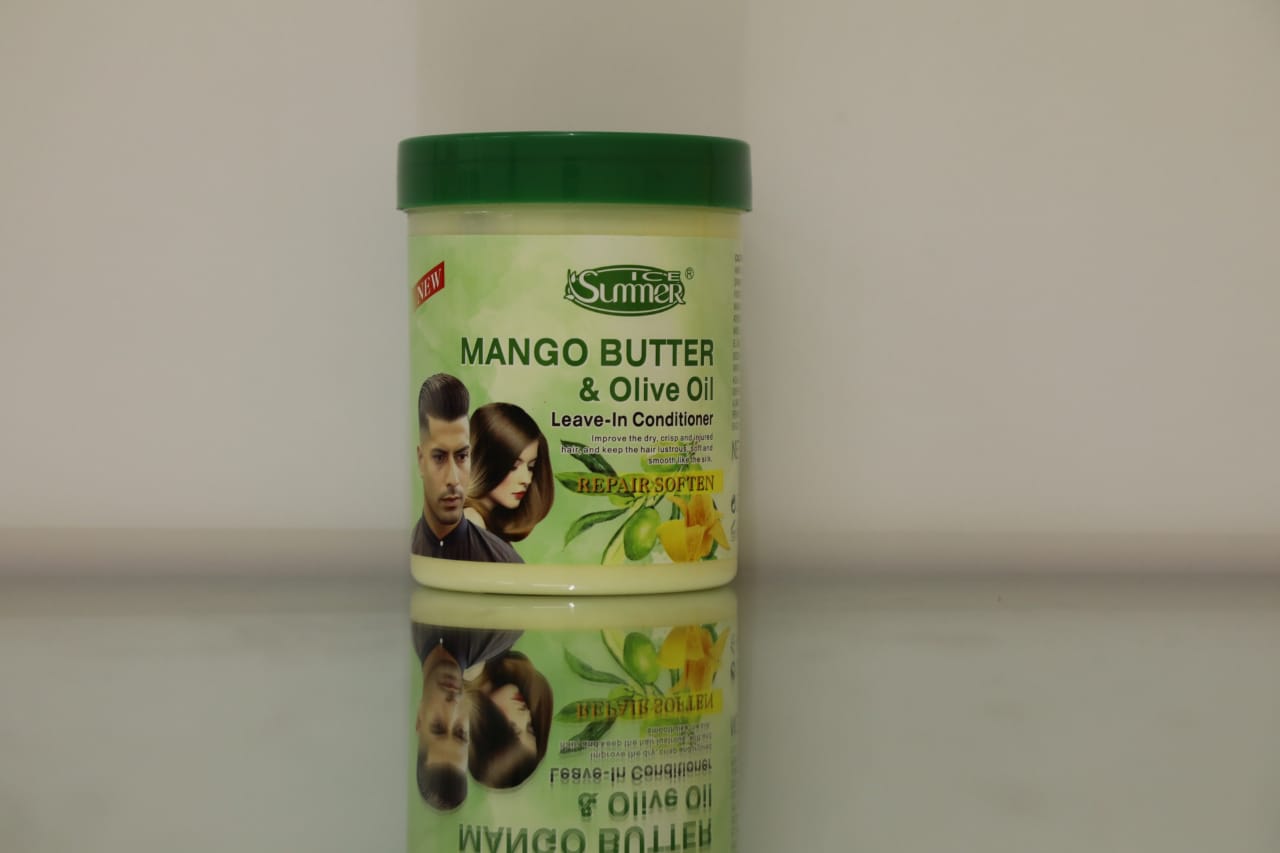 NEW
ICE
SUMMER®
MANGO BUTTER
& Olive Oil
Leave-In Conditioner
Improve the dry, crisp and injured
hair, and keep the hair lustrous, soft and
smooth like the silk.
REPAIR SOFTEN